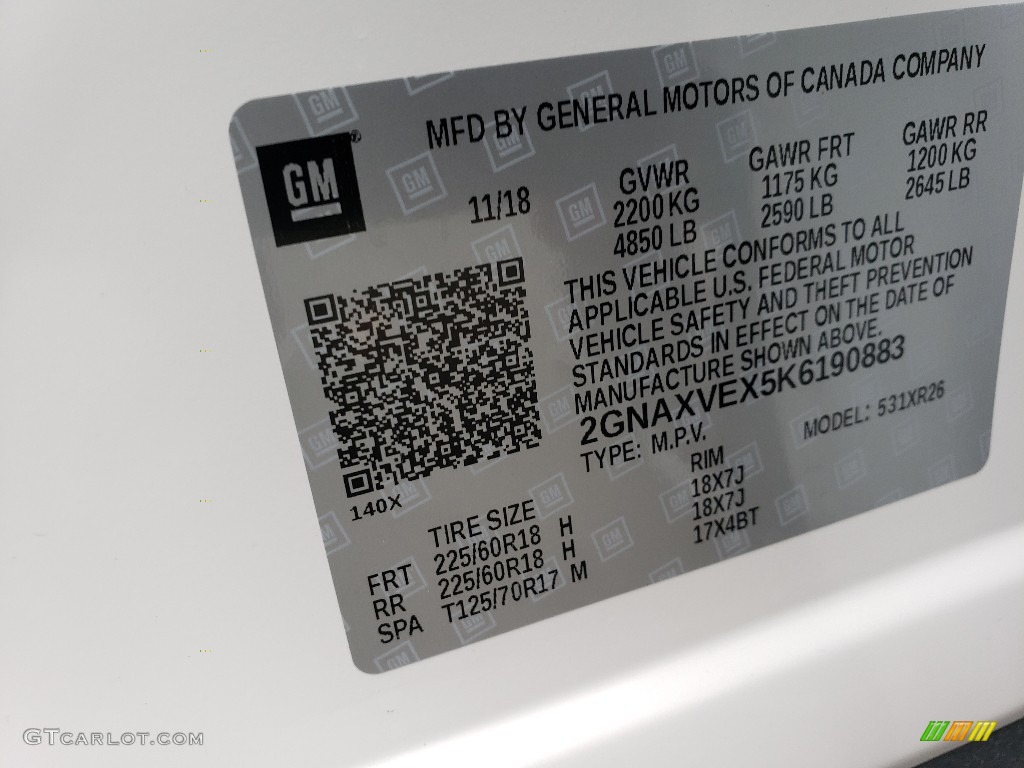 GM®
MFD BY GENERAL MOTORS OF CANADA COMPANY
11/18
GVWR
2200 KG
4850 LB
GAWR FRT
1175 KG
2590 LB
GAWR RR
1200 KG
2645 LB
THIS VEHICLE CONFORMS TO ALL
APPLICABLE U.S. FEDERAL MOTOR
VEHICLE SAFETY AND THEFT PREVENTION
STANDARDS IN EFFECT ON THE DATE OF
MANUFACTURE SHOWN ABOVE.
2GNAXVEX5K6190883
TYPE: M.P.V. MODEL: 531XR26
140X
TIRE SIZE RIM
FRT 225/60R18 H 18X7J
RR 225/60R18 H 18X7J
SPA T125/70R17 M 17X4BT
GTCARLOT.COM